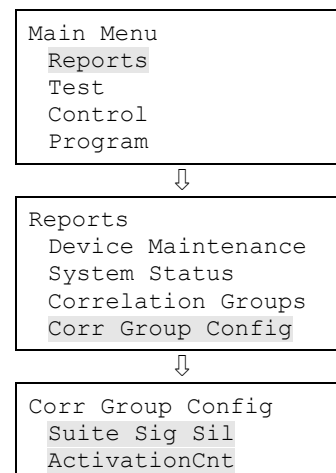 Main Menu
Reports
Test
Control
Program
⇩
Reports
Device Maintenance
System Status
Correlation Groups
Corr Group Config
⇩
Corr Group Config
Suite Sig Sil
ActivationCnt